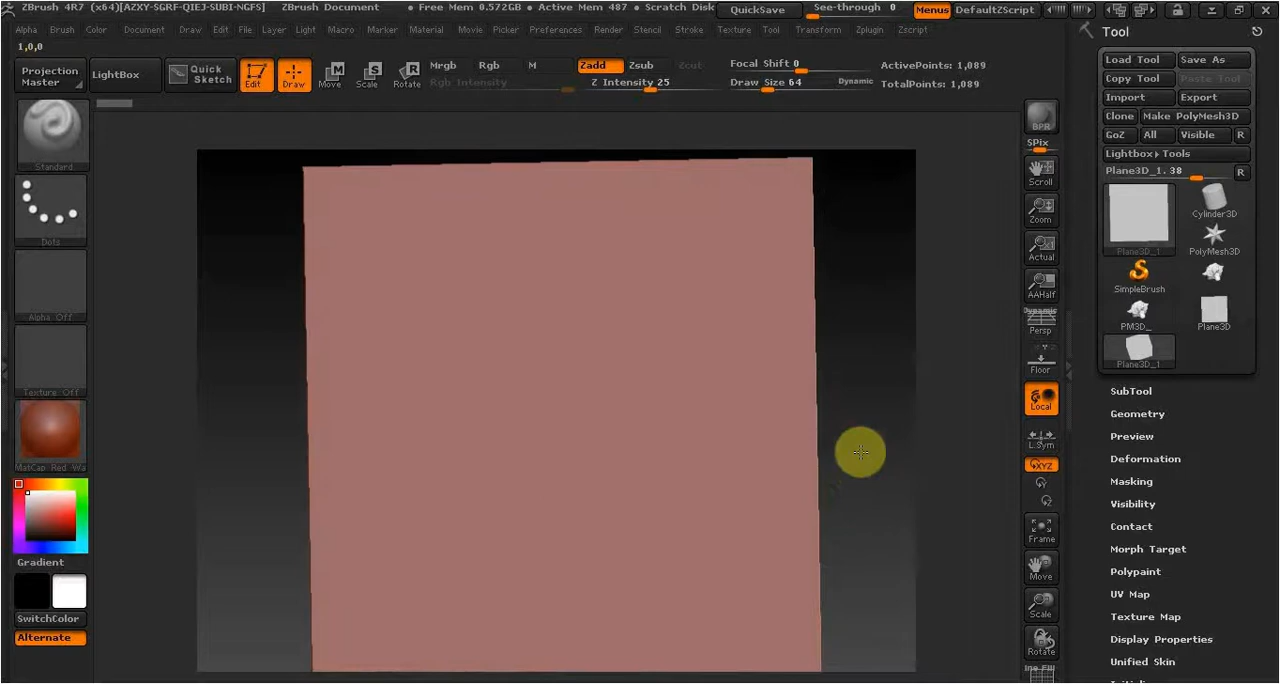 ZBrush 4R7 (x64)[AZXY-SGRF-QIEJ-SUBI-NGFS] ZBrush Document • Free Mem 0.572GB • Active Mem 487 • Scratch Disk QuickSave See-through 0 Menus DefaultZScript
Alpha Brush Color Document Draw Edit File Layer Light Macro Marker Material Movie Picker Preferences Render Stencil Stroke Texture Tool Transform Zplugin Zscript
1,0,0
Projection Master
LightBox
Quick Sketch
Edit
Draw
Move
Scale
Rotate
Mrgb Rgb M
Rgb Intensity
Zadd Zsub Zcut
Z Intensity 25
Focal Shift 0
Draw Size 64 Dynamic
ActivePoints: 1,089
TotalPoints: 1,089
Standard
Dots
Alpha Off
Texture Off
MatCap Red Wa
Gradient
SwitchColor
Alternate
BPR
SPix
Scroll
Zoom
Actual
AAHalf
Dynamic
Persp
Floor
Local
L.Sym
XYZ
Frame
Move
Scale
Rotate
Line Fill
Tool
Load Tool Save As
Copy Tool Paste Tool
Import Export
Clone Make PolyMesh3D
GoZ All Visible R
Lightbox▸Tools
Plane3D_1. 38 R
Plane3D_1
Cylinder3D
PolyMesh3D
SimpleBrush
PM3D_
Plane3D
Plane3D_1
SubTool
Geometry
Preview
Deformation
Masking
Visibility
Contact
Morph Target
Polypaint
UV Map
Texture Map
Display Properties
Unified Skin